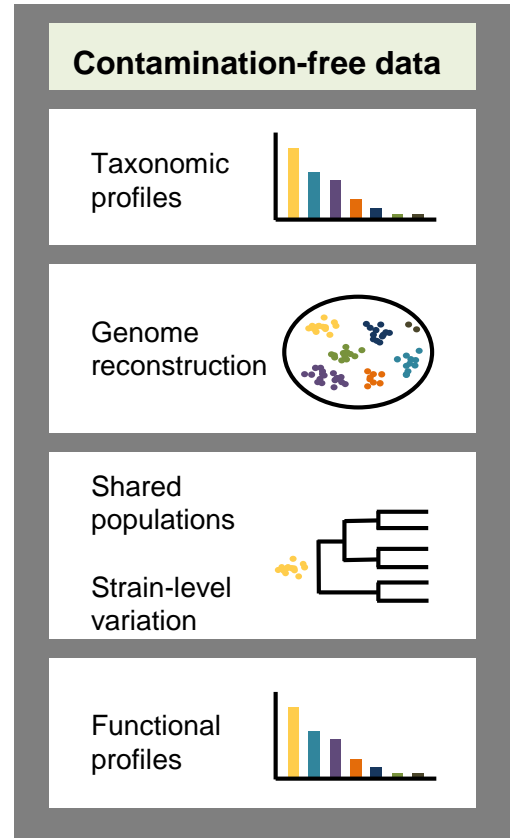 Contamination-free data
Taxonomic
profiles
Genome
reconstruction
Shared
populations
Strain-level
variation
Functional
profiles